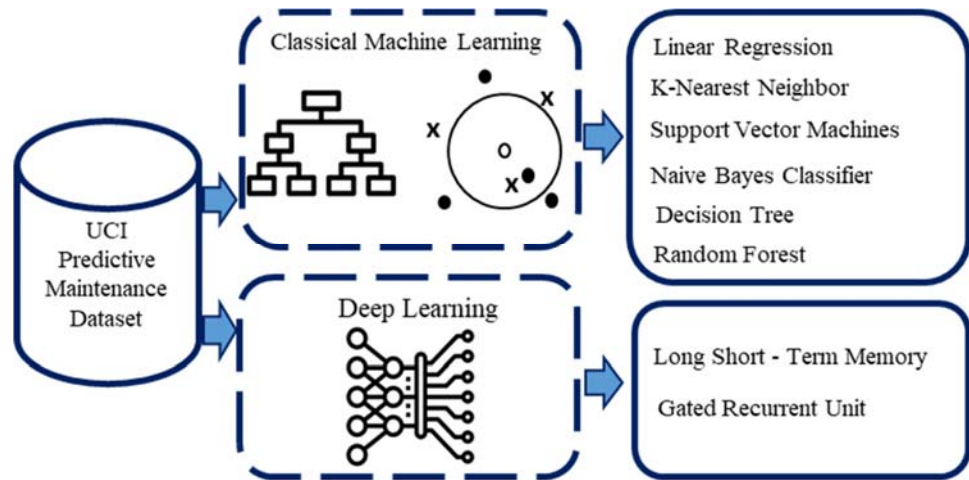 Classical Machine Learning
x
x
x
UCI
Predictive
Maintenance
Dataset
Deep Learning
Linear Regression
K-Nearest Neighbor
Support Vector Machines
Naive Bayes Classifier
Decision Tree
Random Forest
Long Short - Term Memory
Gated Recurrent Unit